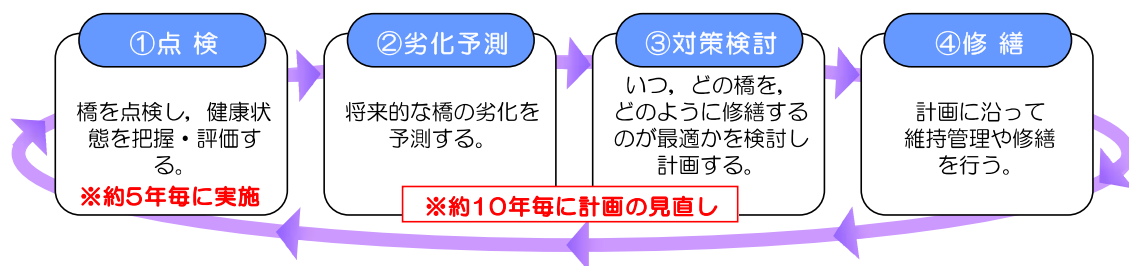 ①点 検
橋を点検し，健康状
態を把握・評価す
る。
※約5年毎に実施
②劣化予測
将来的な橋の劣化を
予測する。
③対策検討
いつ，どの橋を，
どのように修繕する
のが最適かを検討し
計画する。
※約10年毎に計画の見直し
④修 繕
計画に沿って
維持管理や修繕
を行う。